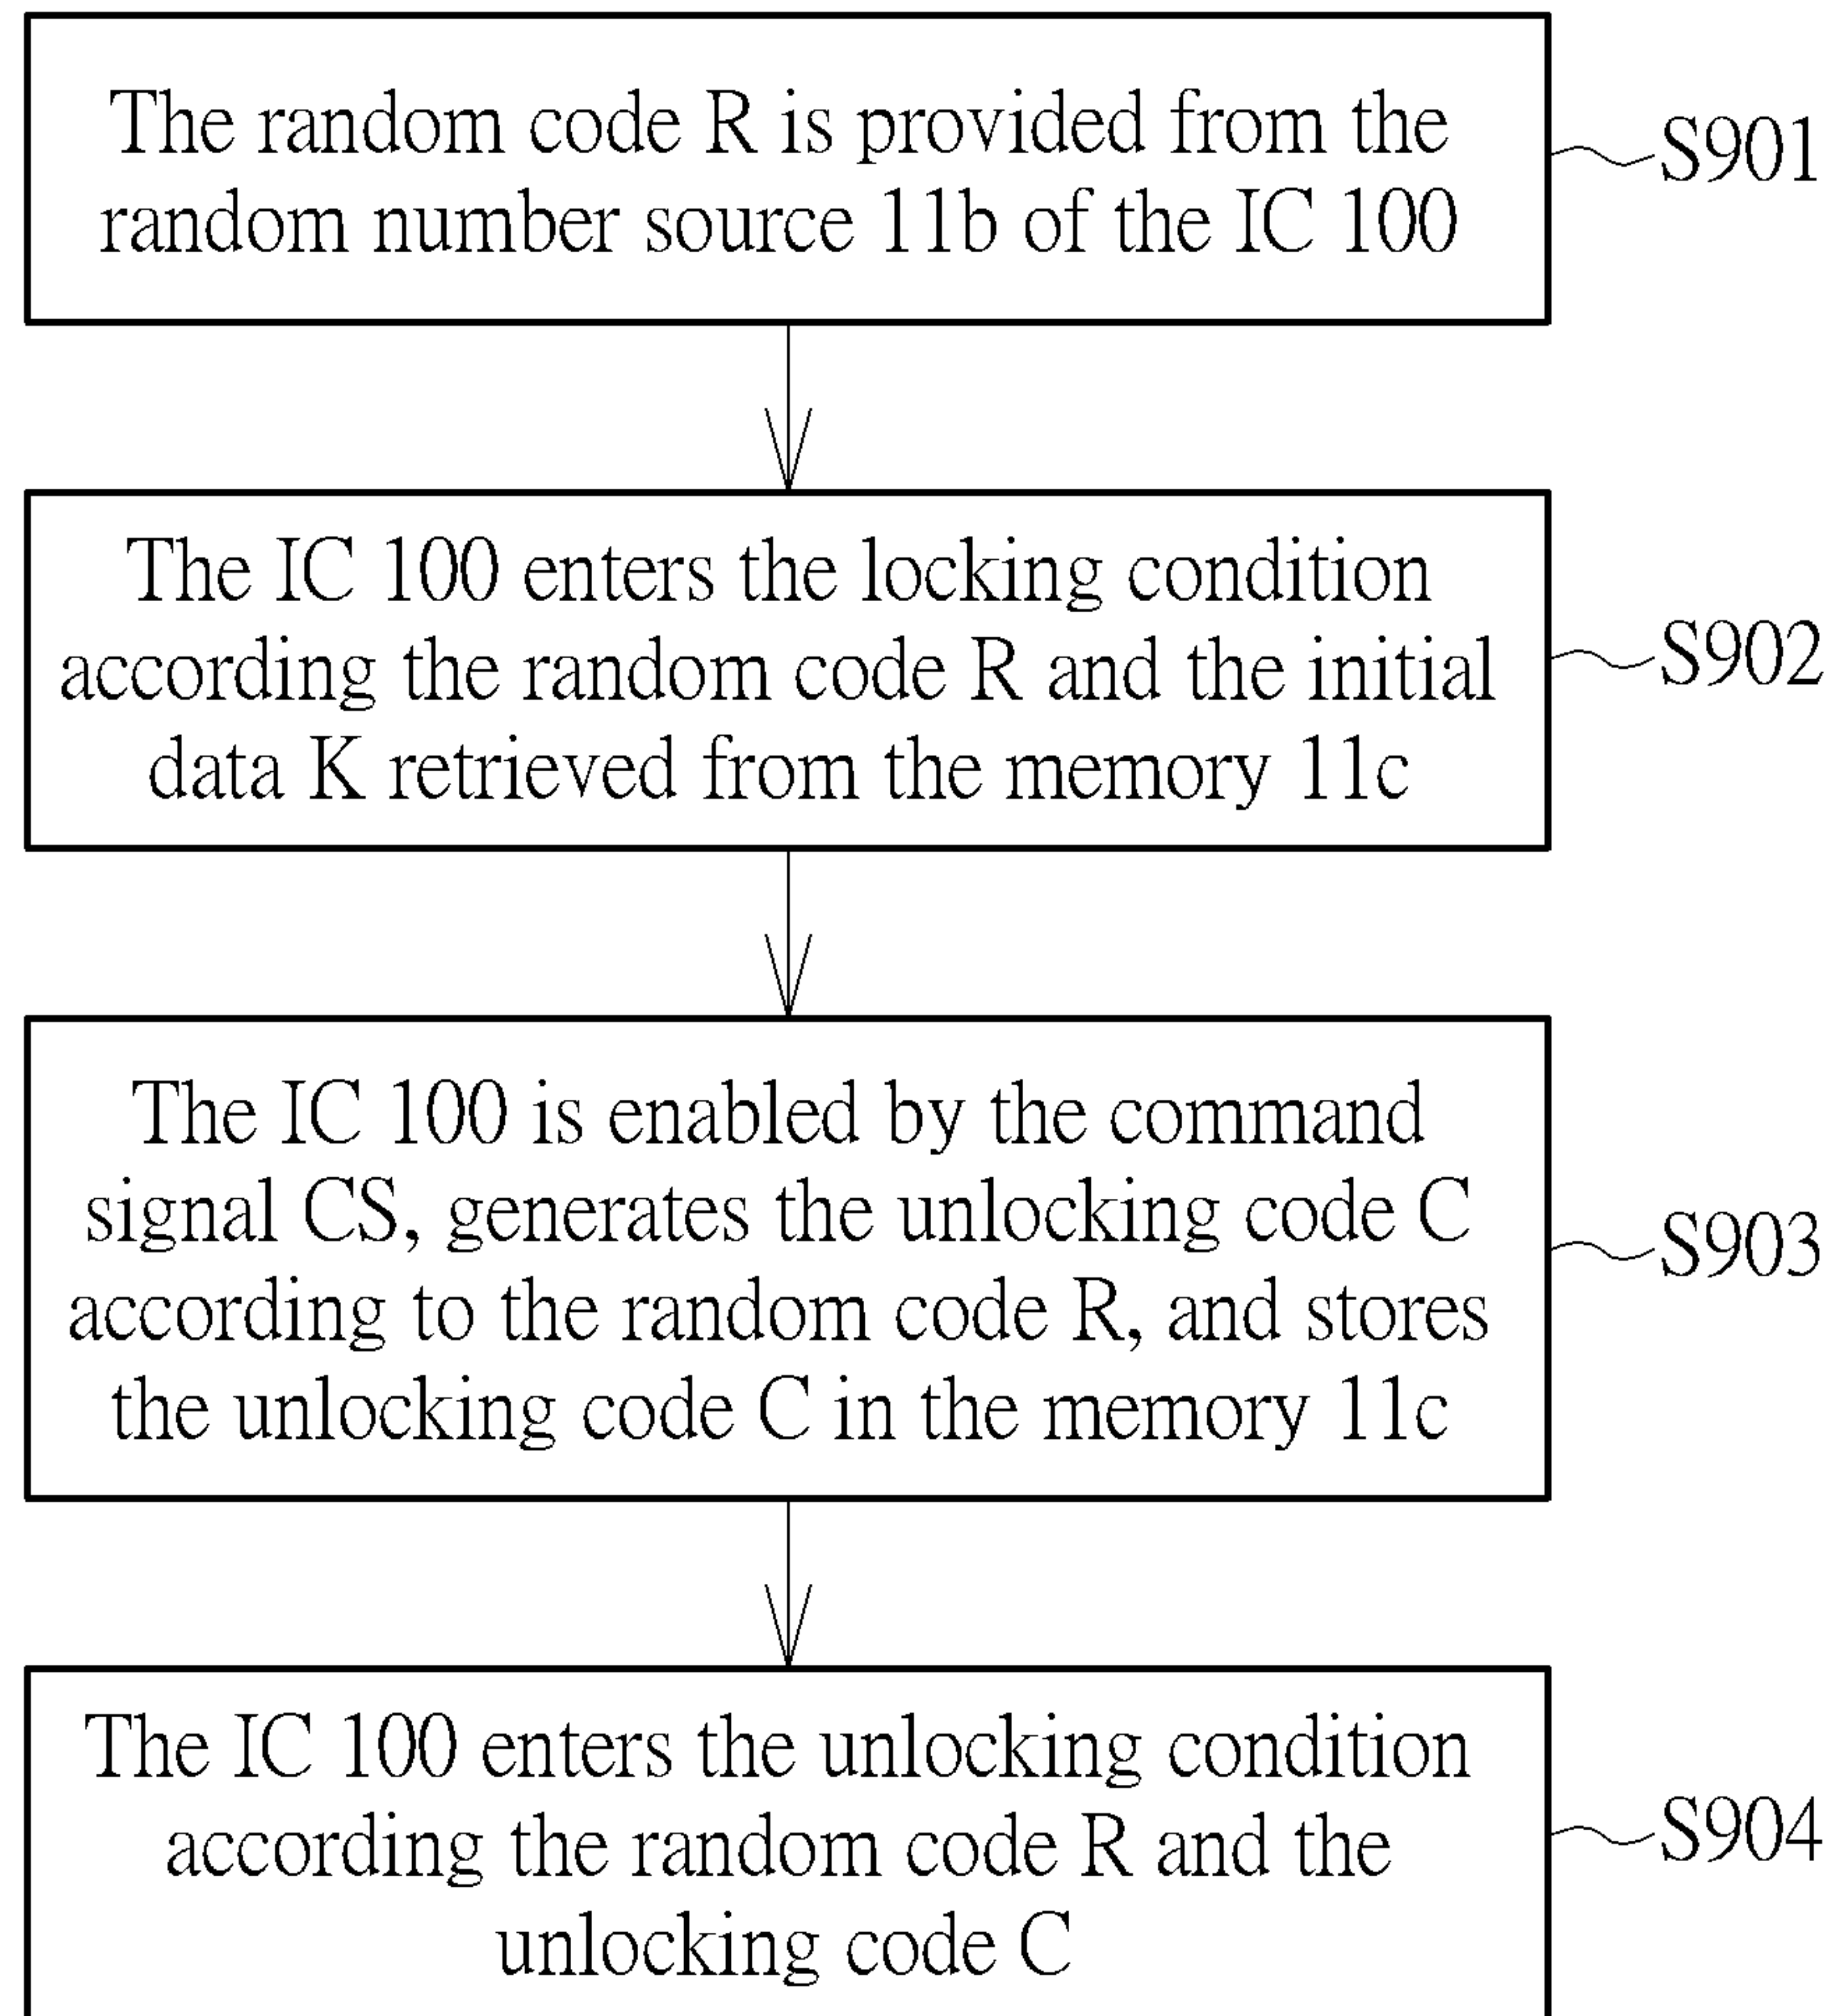 The random code R is provided from the
random number source 11b of the IC 100
S901
The IC 100 enters the locking condition
according the random code R and the initial
data K retrieved from the memory 11c
S902
The IC 100 is enabled by the command
signal CS, generates the unlocking code C
according to the random code R, and stores
the unlocking code C in the memory 11c
S903
The IC 100 enters the unlocking condition
according the random code R and the
unlocking code C
S904